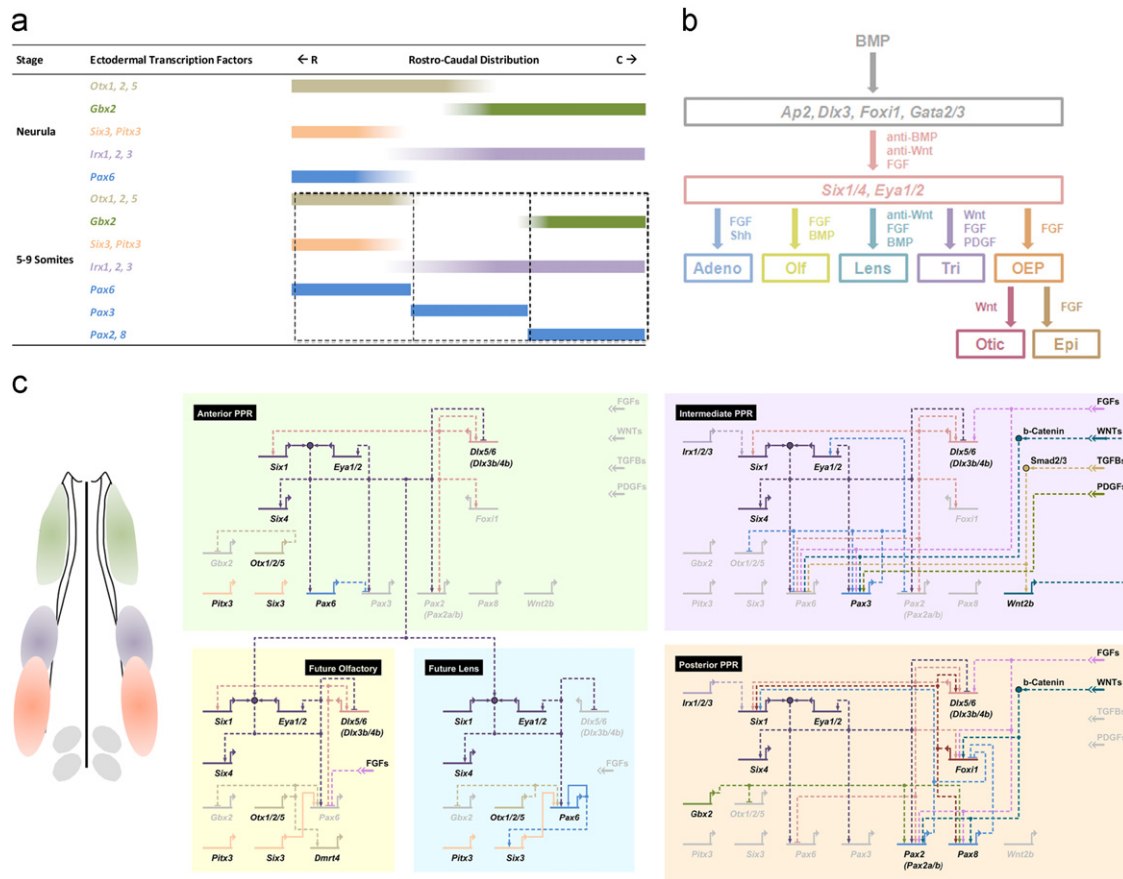 a
Stage Ectodermal Transcription Factors ← R Rostro-Caudal Distribution C →
Neurula
Otx1, 2, 5
Gbx2
Six3, Pitx3
Irx1, 2, 3
Pax6
5-9 Somites
Otx1, 2, 5
Gbx2
Six3, Pitx3
Irx1, 2, 3
Pax6
Pax3
Pax2, 8
b
BMP
Ap2, Dlx3, Foxi1, Gata2/3
anti-BMP
anti-Wnt
FGF
Six1/4, Eya1/2
FGF
Shh
FGF
BMP
anti-Wnt
FGF
BMP
Wnt
FGF
PDGF
FGF
Adeno Olf Lens Tri OEP
Wnt FGF
Otic Epi
c
Anterior PPR
FGFs
WNTs
TGFBs
PDGFs
Six1 Eya1/2 Dlx5/6
(Dlx3b/4b)
Six4 Foxi1
Gbx2 Otx1/2/5
Pitx3 Six3 Pax6 Pax3 Pax2 Pax8 Wnt2b
(Pax2a/b)
Intermediate PPR
FGFs
b-Catenin WNTs
Smad2/3 TGFBs
PDGFs
Irx1/2/3 Six1 Eya1/2 Dlx5/6
(Dlx3b/4b)
Six4 Foxi1
Gbx2 Otx1/2/5
Pitx3 Six3 Pax6 Pax3 Pax2 Pax8 Wnt2b
(Pax2a/b)
Future Olfactory
Six1 Eya1/2 Dlx5/6
(Dlx3b/4b)
Six4
FGFs
Gbx2 Otx1/2/5 Pax6
Pitx3 Six3 Dmrt4
Future Lens
Six1 Eya1/2 Dlx5/6
(Dlx3b/4b)
Six4
FGFs
Gbx2 Otx1/2/5 Pax6
Pitx3 Six3
Posterior PPR
FGFs
b-Catenin WNTs
TGFBs
PDGFs
Irx1/2/3 Six1 Eya1/2 Dlx5/6
(Dlx3b/4b)
Six4 Foxi1
Gbx2 Otx1/2/5
Pitx3 Six3 Pax6 Pax3 Pax2 Pax8 Wnt2b
(Pax2a/b)